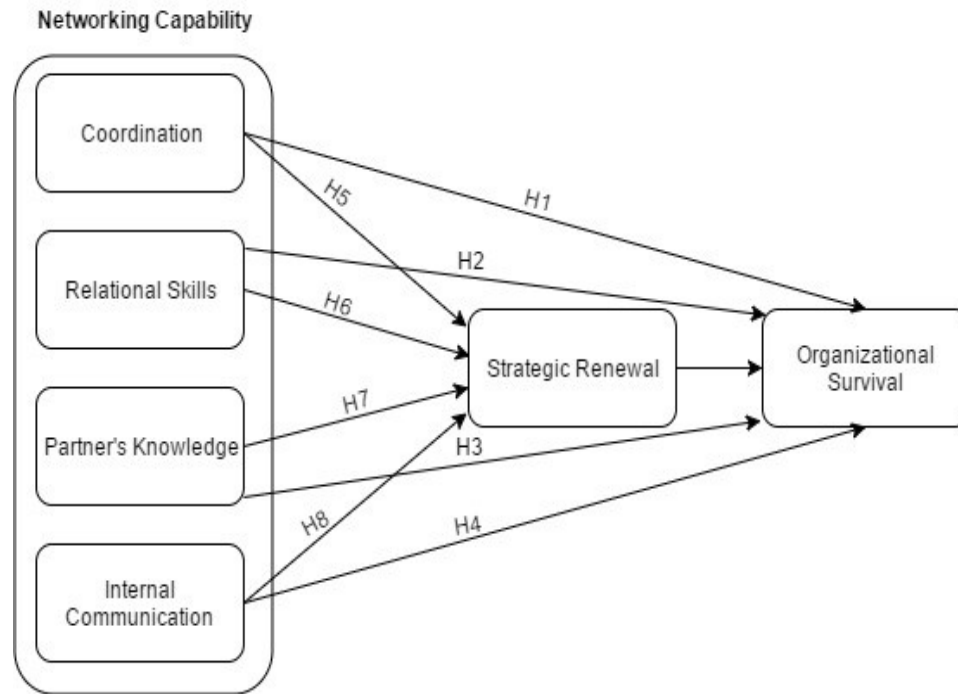 Networking Capability
Coordination
H5
H1
Relational Skills
H2
H6
Strategic Renewal
Organizational
Survival
Partner's Knowledge
H7
H3
H8
H4
Internal
Communication